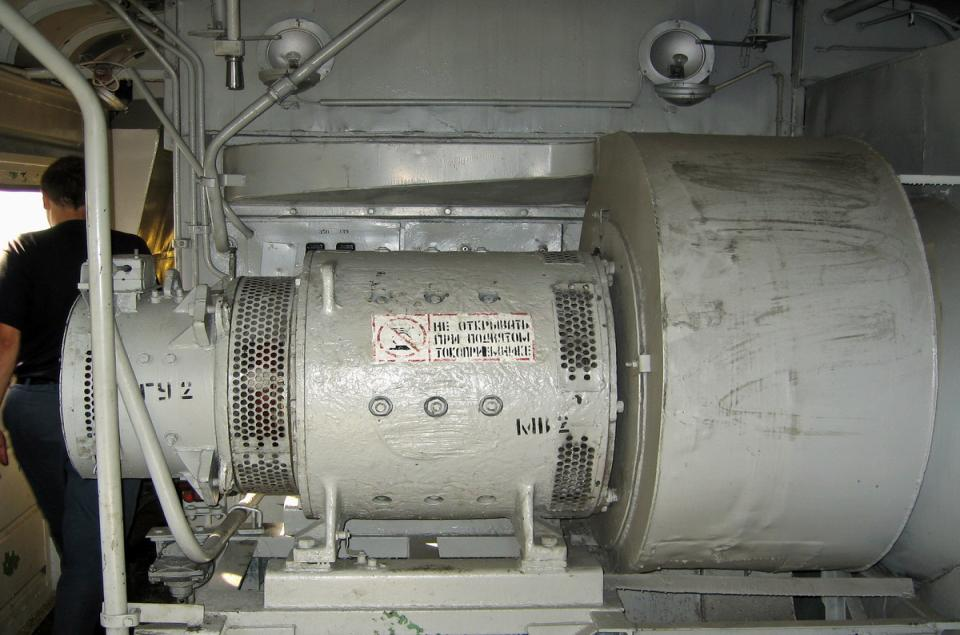 НЕ ОТКРЫВАТЬ
ПРИ ПОДНЯТОМ
ТОКОПРИЕМНИКЕ
ГУ 2
МВ 2